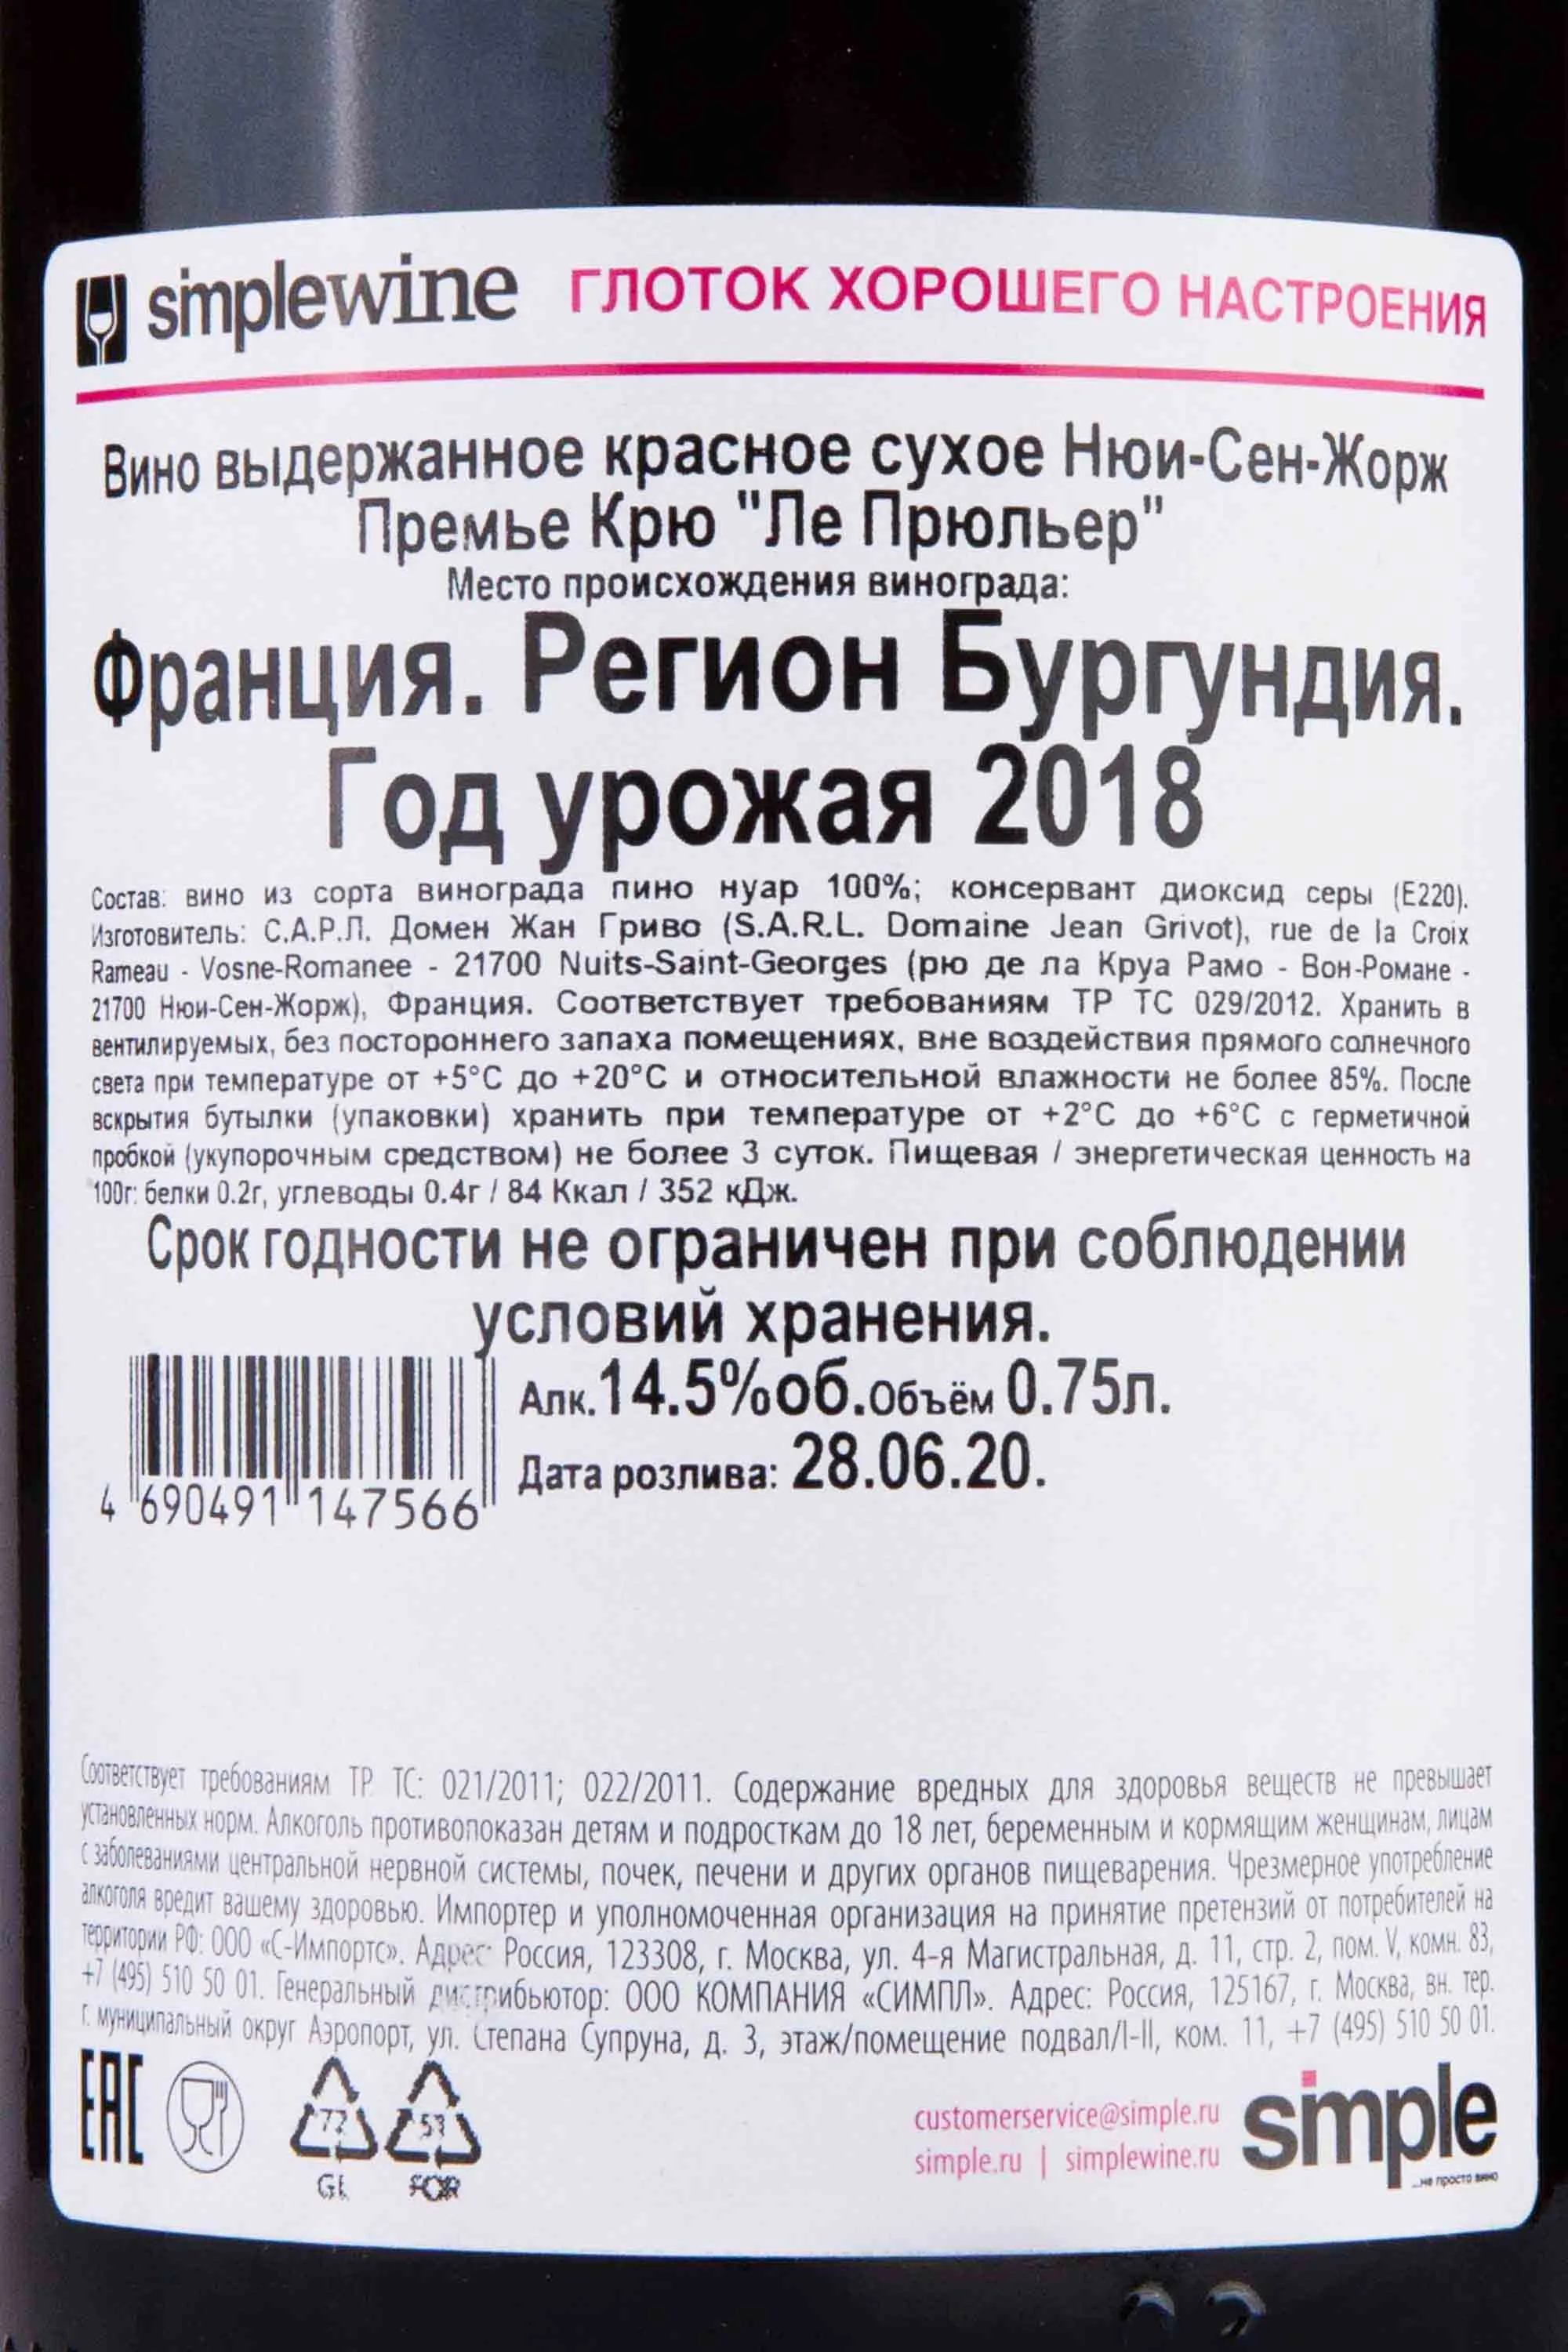 simplewine ГЛОТОК ХОРОШЕГО НАСТРОЕНИЯ
Вино выдержанное красное сухое Нюи-Сен-Жорж
Премье Крю "Ле Прюльер"
Место происхождения винограда:
Франция. Регион Бургундия.
Год урожая 2018
Состав: вино из сорта винограда пино нуар 100%; консервант диоксид серы (Е220).
Изготовитель: С.А.Р.Л. Домен Жан Гриво (S.A.R.L. Domaine Jean Grivot), rue de la Croix
Rameau - Vosne-Romanee - 21700 Nuits-Saint-Georges (рю де ла Круа Рамо - Вон-Романе -
21700 Нюи-Сен-Жорж), Франция. Соответствует требованиям ТР ТС 029/2012. Хранить в
вентилируемых, без постороннего запаха помещениях, вне воздействия прямого солнечного
света при температуре от +5°С до +20°С и относительной влажности не более 85%. После
вскрытия бутылки (упаковки) хранить при температуре от +2°С до +6°С с герметичной
пробкой (укупорочным средством) не более 3 суток. Пищевая / энергетическая ценность на
100г: белки 0.2г, углеводы 0.4г / 84 Ккал / 352 кДж.
Срок годности не ограничен при соблюдении
условий хранения.
Алк.14.5%об.Объём 0.75л.
Дата розлива: 28.06.20.
4 690491 147566
Соответствует требованиям ТР ТС: 021/2011; 022/2011. Содержание вредных для здоровья веществ не превышает
установленных норм. Алкоголь противопоказан детям и подросткам до 18 лет, беременным и кормящим женщинам, лицам
с заболеваниями центральной нервной системы, почек, печени и других органов пищеварения. Чрезмерное употребление
алкоголя вредит вашему здоровью. Импортер и уполномоченная организация на принятие претензий от потребителей на
территории РФ: ООО «С-Импортс». Адрес: Россия, 123308, г. Москва, ул. 4-я Магистральная, д. 11, стр. 2, пом. V, комн. 83,
+7 (495) 510 50 01. Генеральный дистрибьютор: ООО КОМПАНИЯ «СИМПЛ». Адрес: Россия, 125167, г. Москва, вн. тер.
г. муниципальный округ Аэропорт, ул. Степана Супруна, д. 3, этаж/помещение подвал/I-II, ком. 11, +7 (495) 510 50 01.
EAC
72 51
GL FOR
customerservice@simple.ru
simple.ru | simplewine.ru
simple
...не просто вино